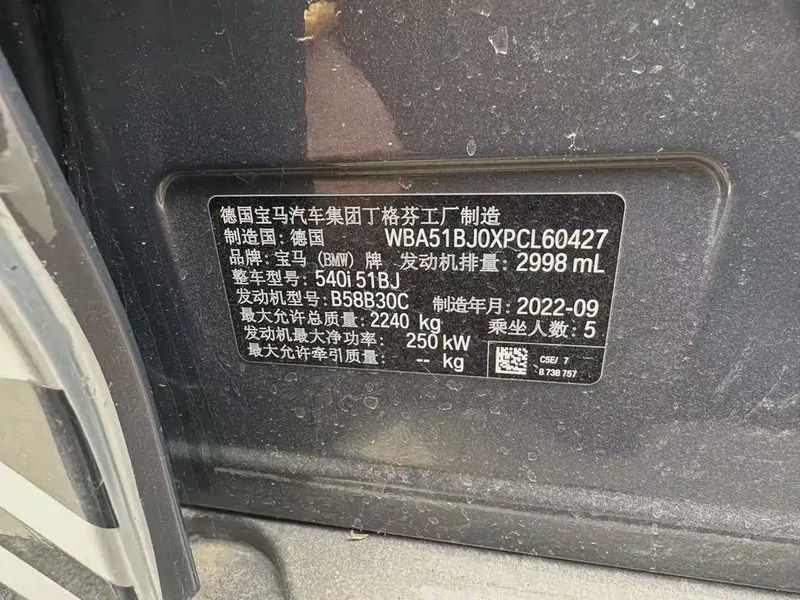 德国宝马汽车集团丁格芬工厂制造
制造国：德国 WBA51BJ0XPCL60427
品牌：宝马 (BMW) 牌 发动机排量：2998 mL
整车型号：540i 51BJ
发动机型号：B58B30C 制造年月：2022-09
最大允许总质量：2240 kg 乘坐人数：5
发动机最大净功率： 250 kW
最大允许牵引质量： -- kg
C5E/ 7
8 738 757